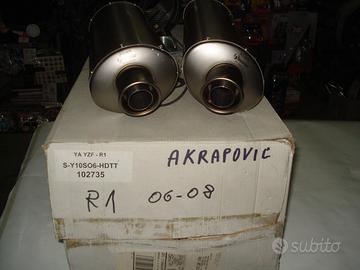 YA YZF - R1
S-Y10SO6-HDTT
102735
AKRAPOVIC
R1 06-08
subito